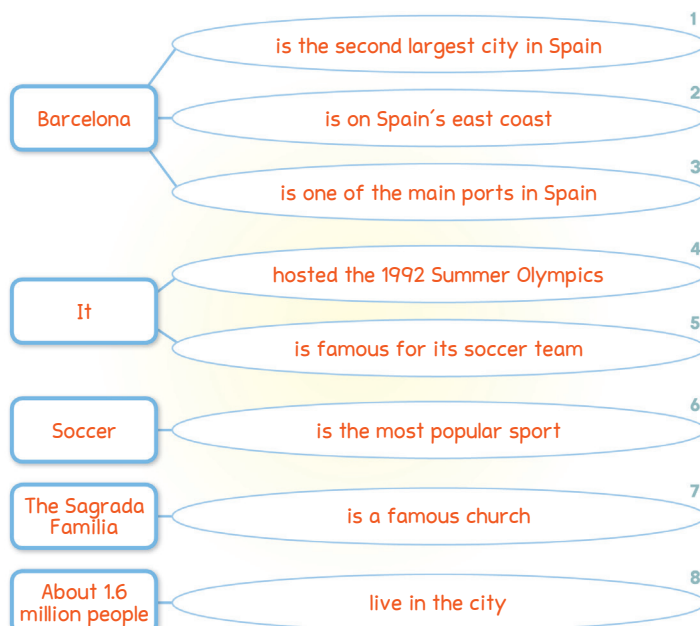 1
is the second largest city in Spain
2
Barcelona
is on Spain´s east coast
3
is one of the main ports in Spain
4
hosted the 1992 Summer Olympics
It
5
is famous for its soccer team
6
Soccer
is the most popular sport
7
The Sagrada
Familia
is a famous church
8
About 1.6
million people
live in the city